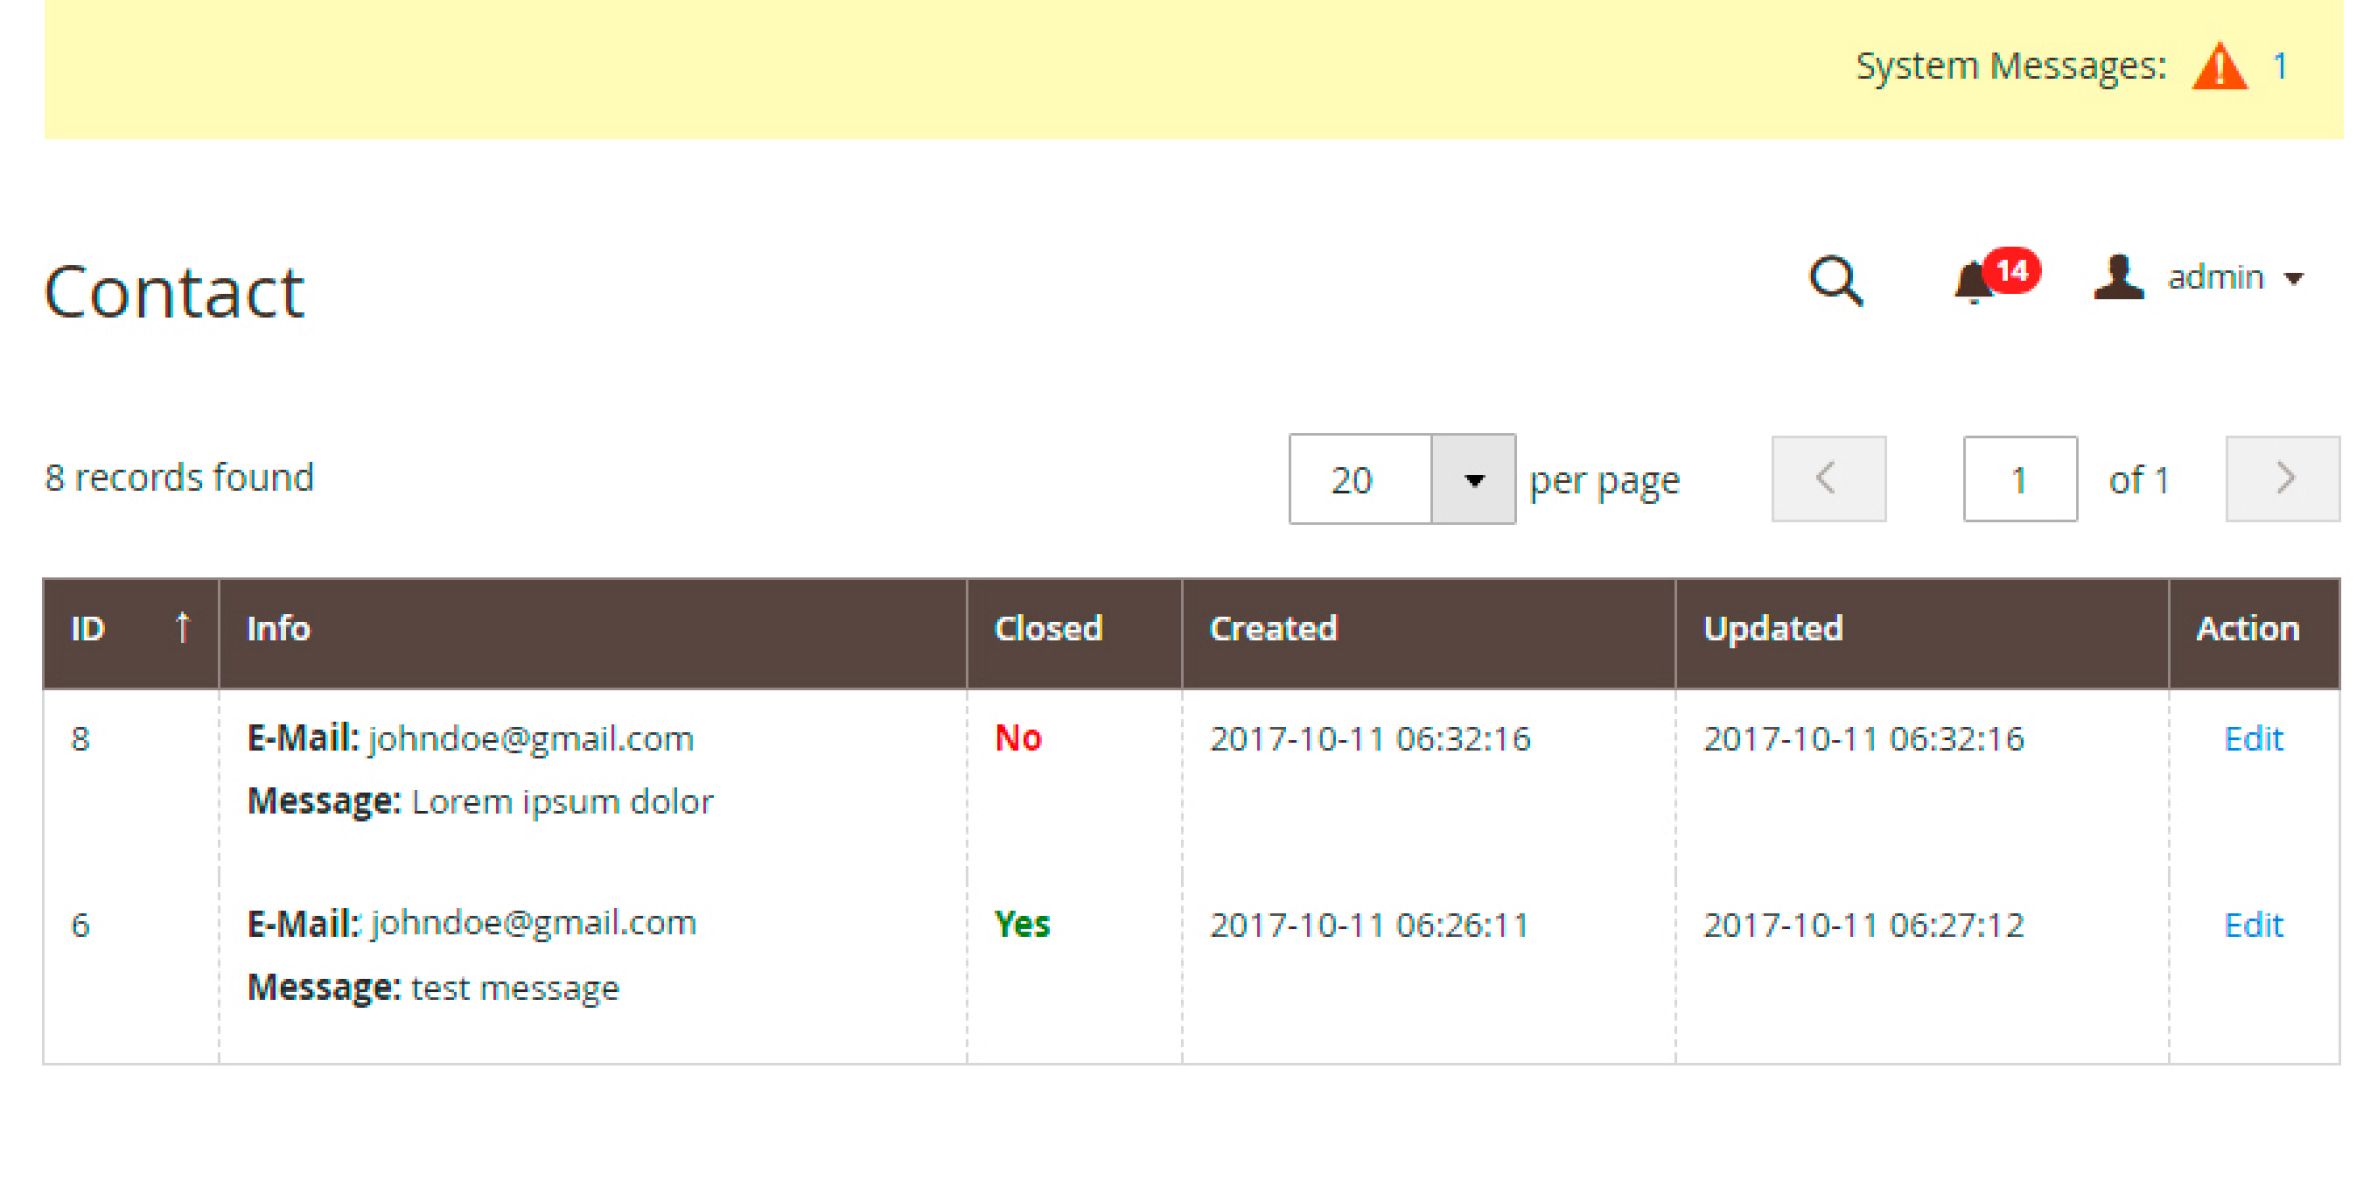 System Messages: 1
Contact
14
admin
8 records found
20 per page
1 of 1
ID ↑ Info Closed Created Updated Action
8 E-Mail: johndoe@gmail.com No 2017-10-11 06:32:16 2017-10-11 06:32:16 Edit
Message: Lorem ipsum dolor
6 E-Mail: johndoe@gmail.com Yes 2017-10-11 06:26:11 2017-10-11 06:27:12 Edit
Message: test message